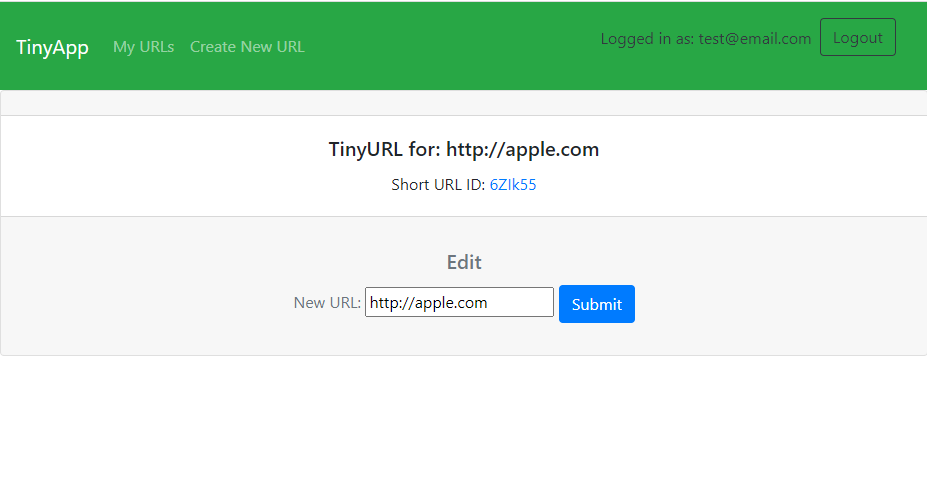 TinyApp My URLs Create New URL Logged in as: test@email.com Logout
TinyURL for: http://apple.com
Short URL ID: 6ZIk55
Edit
New URL: http://apple.com Submit